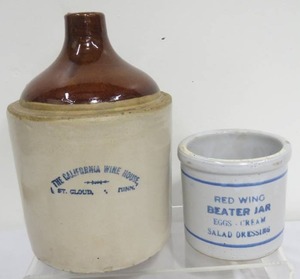 THE CALIFORNIA WINE HOUSE
ST. CLOUD, MINN.
RED WING
BEATER JAR
EGGS - CREAM
SALAD DRESSING